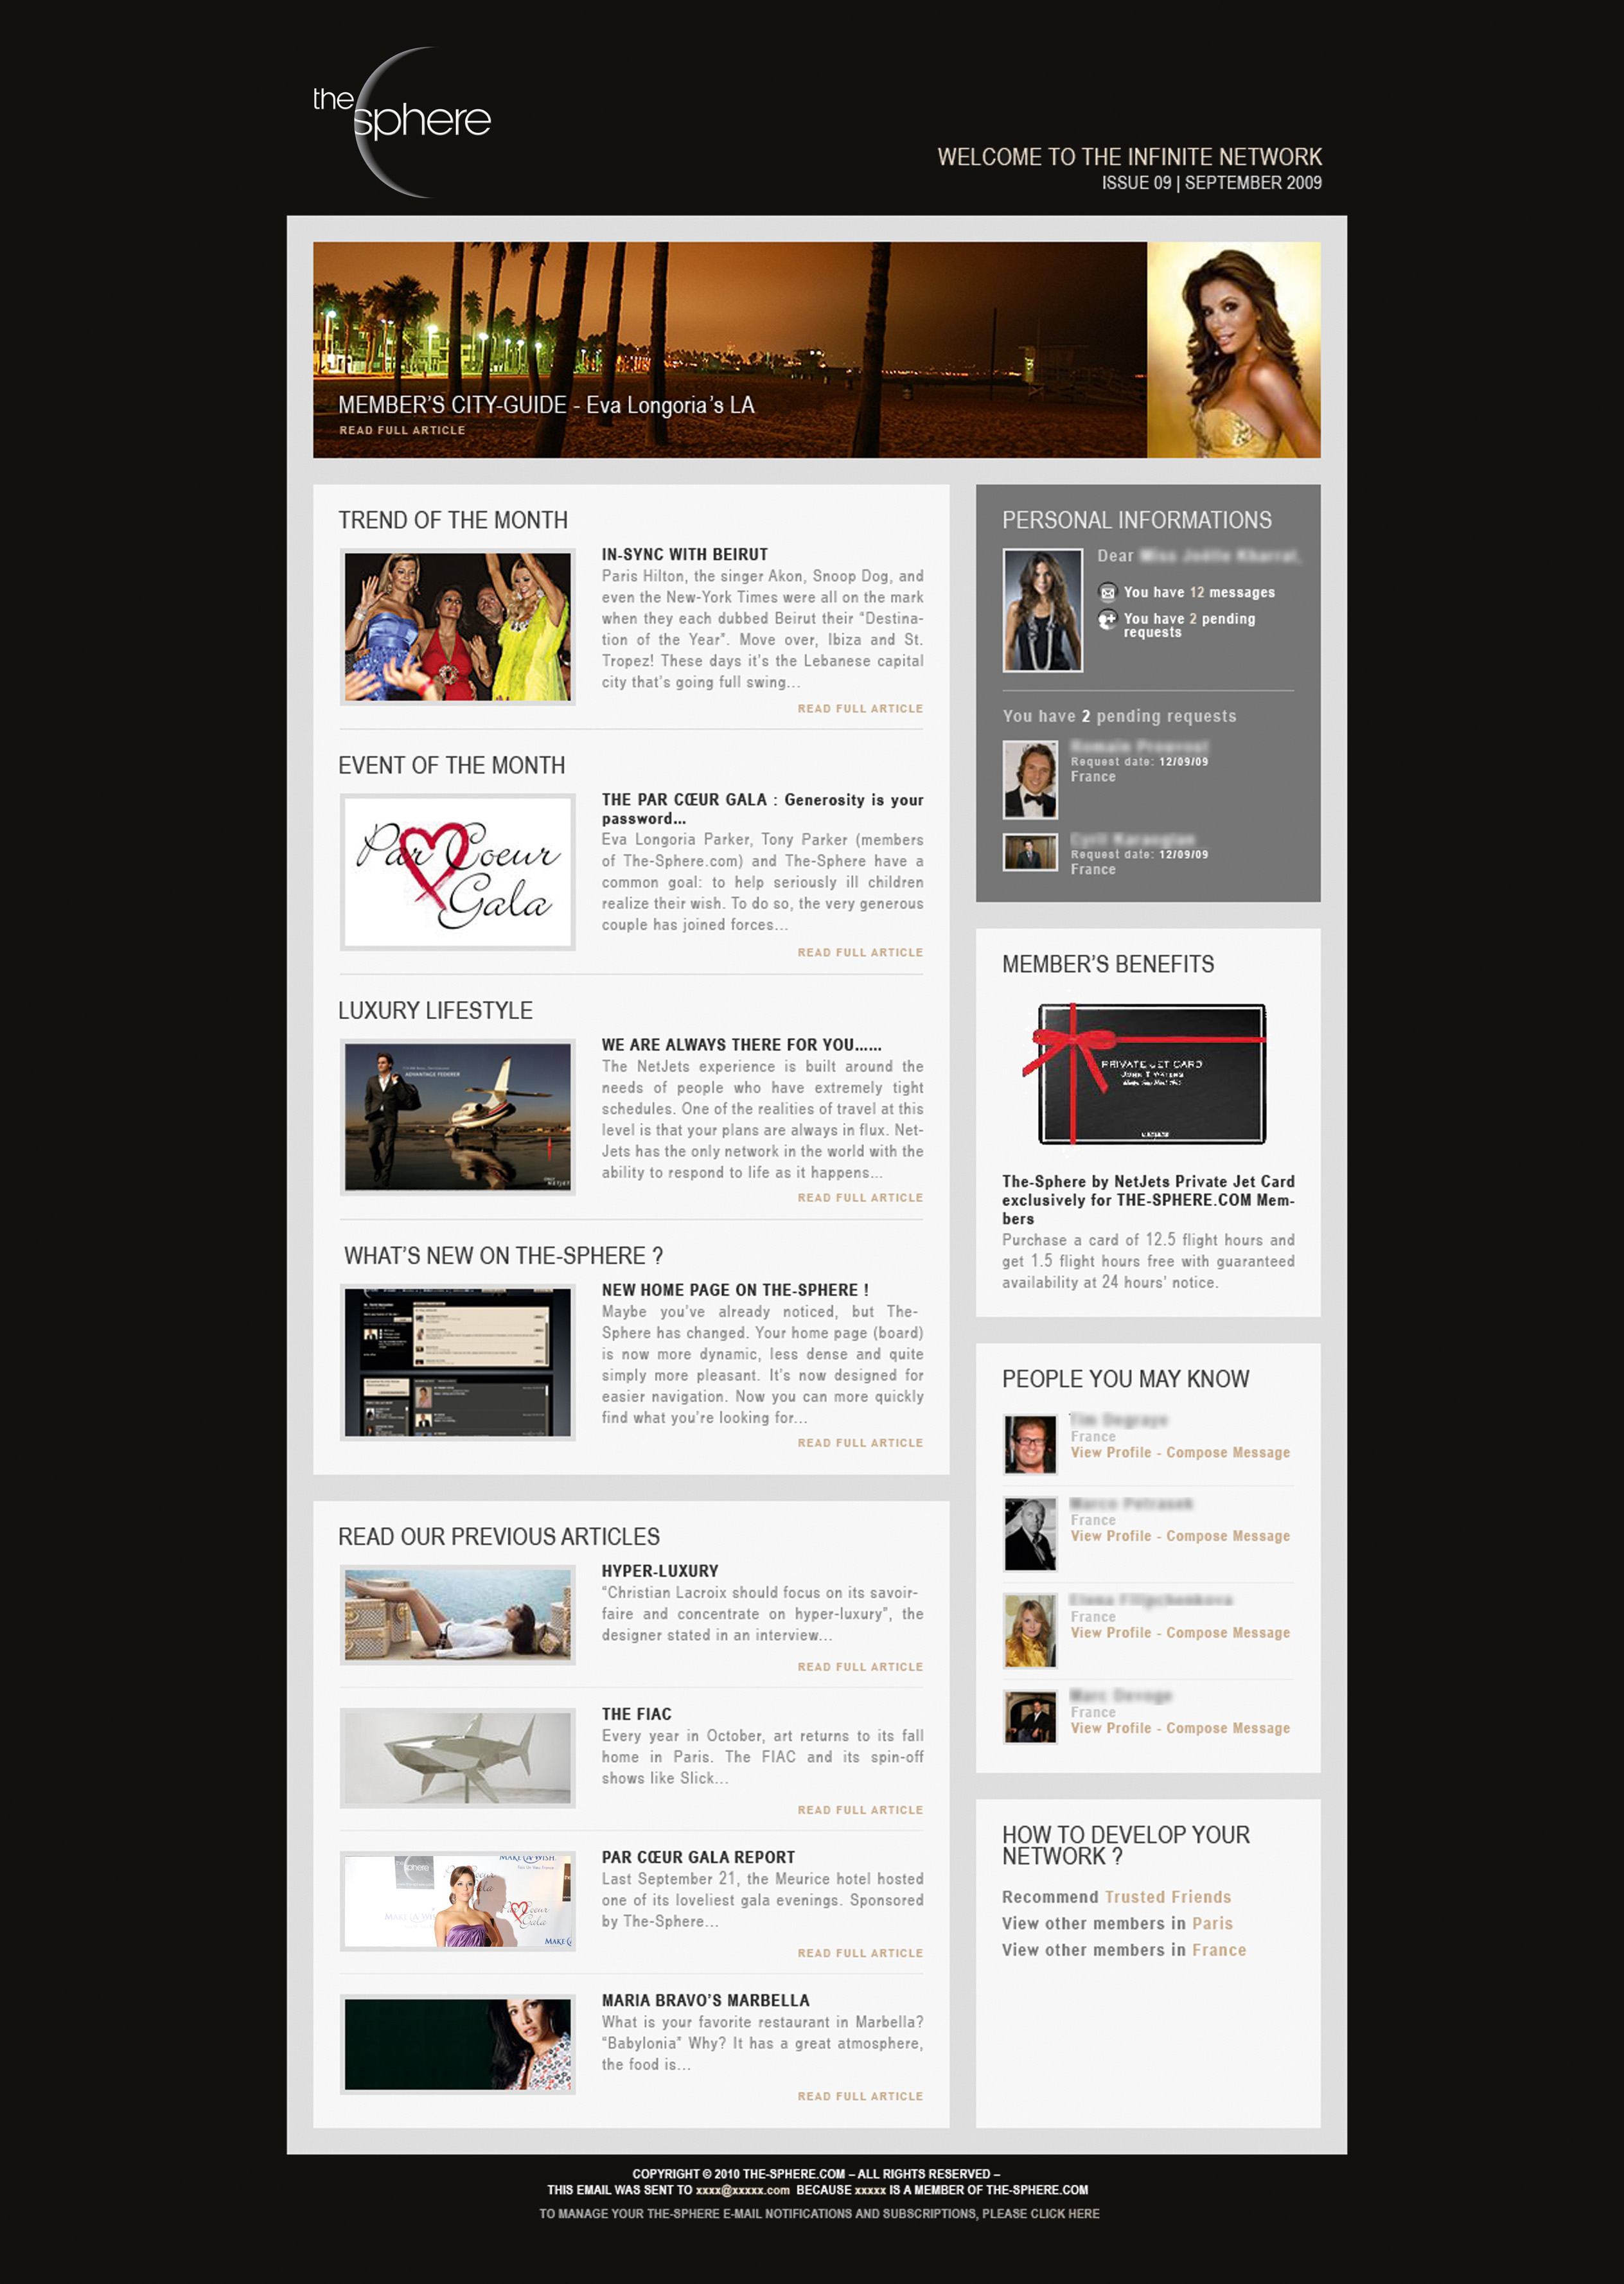 the
sphere
WELCOME TO THE INFINITE NETWORK
ISSUE 09 | SEPTEMBER 2009
MEMBER'S CITY-GUIDE - Eva Longoria's LA
READ FULL ARTICLE
TREND OF THE MONTH
IN-SYNC WITH BEIRUT
Paris Hilton, the singer Akon, Snoop Dog, and
even the New-York Times were all on the mark
when they each dubbed Beirut their “Destina-
tion of the Year”. Move over, Ibiza and St.
Tropez! These days it's the Lebanese capital
city that's going full swing...
READ FULL ARTICLE
EVENT OF THE MONTH
Par Coeur
Gala
THE PAR CŒUR GALA : Generosity is your
password...
Eva Longoria Parker, Tony Parker (members
of The-Sphere.com) and The-Sphere have a
common goal: to help seriously ill children
realize their wish. To do so, the very generous
couple has joined forces...
READ FULL ARTICLE
LUXURY LIFESTYLE
ADVANTAGE FEDERER
WE ARE ALWAYS THERE FOR YOU......
The NetJets experience is built around the
needs of people who have extremely tight
schedules. One of the realities of travel at this
level is that your plans are always in flux. Net-
Jets has the only network in the world with the
ability to respond to life as it happens...
READ FULL ARTICLE
WHAT'S NEW ON THE-SPHERE ?
NEW HOME PAGE ON THE-SPHERE !
Maybe you've already noticed, but The-
Sphere has changed. Your home page (board)
is now more dynamic, less dense and quite
simply more pleasant. It's now designed for
easier navigation. Now you can more quickly
find what you're looking for...
READ FULL ARTICLE
READ OUR PREVIOUS ARTICLES
HYPER-LUXURY
“Christian Lacroix should focus on its savoir-
faire and concentrate on hyper-luxury”, the
designer stated in an interview...
READ FULL ARTICLE
THE FIAC
Every year in October, art returns to its fall
home in Paris. The FIAC and its spin-off
shows like Slick...
READ FULL ARTICLE
the sphere
MAKE A WISH
Par Coeur
Gala
PAR CŒUR GALA REPORT
Last September 21, the Meurice hotel hosted
one of its loveliest gala evenings. Sponsored
by The-Sphere...
READ FULL ARTICLE
MARIA BRAVO'S MARBELLA
What is your favorite restaurant in Marbella?
“Babylonia” Why? It has a great atmosphere,
the food is...
READ FULL ARTICLE
PERSONAL INFORMATIONS
Dear
You have 12 messages
You have 2 pending
requests
You have 2 pending requests
Request date: 12/09/09
France
Request date: 12/09/09
France
MEMBER'S BENEFITS
PRIVATE JET CARD
The-Sphere by NetJets Private Jet Card
exclusively for THE-SPHERE.COM Mem-
bers
Purchase a card of 12.5 flight hours and
get 1.5 flight hours free with guaranteed
availability at 24 hours' notice.
PEOPLE YOU MAY KNOW
France
View Profile - Compose Message
France
View Profile - Compose Message
France
View Profile - Compose Message
France
View Profile - Compose Message
HOW TO DEVELOP YOUR
NETWORK ?
Recommend Trusted Friends
View other members in Paris
View other members in France
COPYRIGHT © 2010 THE-SPHERE.COM – ALL RIGHTS RESERVED –
THIS EMAIL WAS SENT TO xxxx@xxxxx.com BECAUSE xxxxx IS A MEMBER OF THE-SPHERE.COM
TO MANAGE YOUR THE-SPHERE E-MAIL NOTIFICATIONS AND SUBSCRIPTIONS, PLEASE CLICK HERE